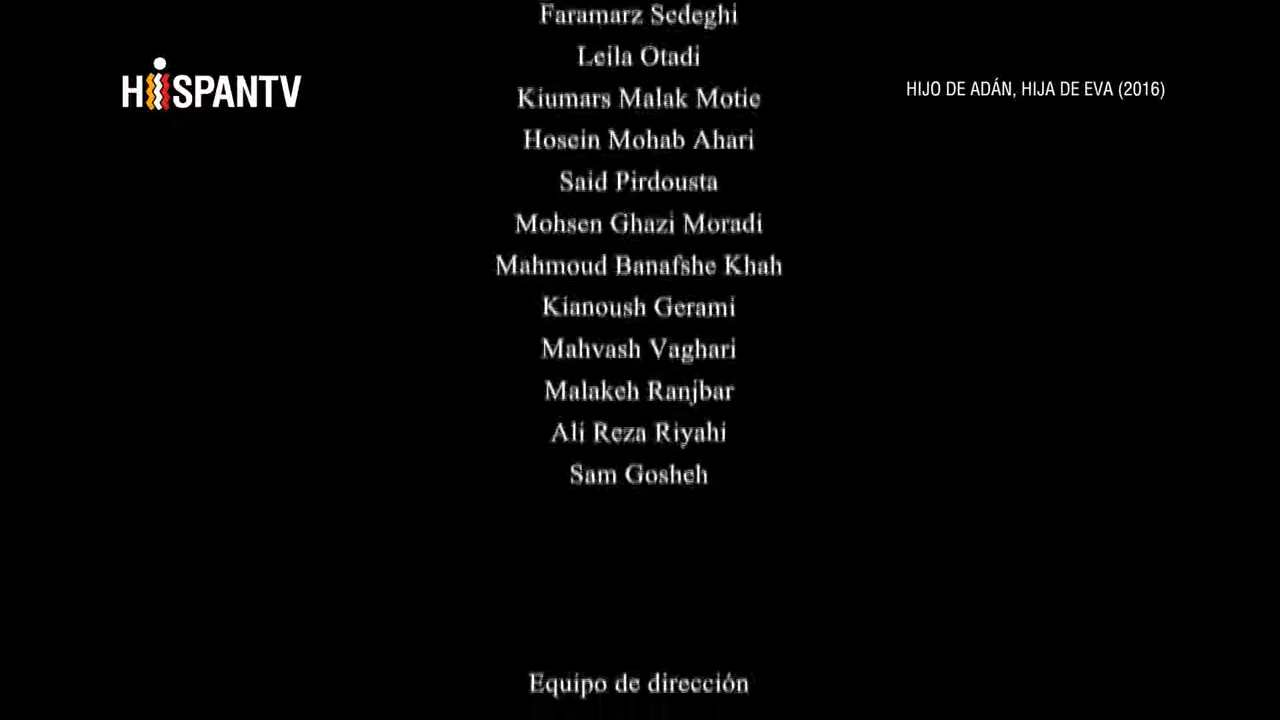 Faramarz Sedeghi
Leila Otadi
HISPANTV
HIJO DE ADÁN, HIJA DE EVA (2016)
Kiumars Malak Motie
Hosein Mohab Ahari
Said Pirdousta
Mohsen Ghazi Moradi
Mahmoud Banafshe Khah
Kianoush Gerami
Mahvash Vaghari
Malakeh Ranjbar
Ali Reza Riyahi
Sam Gosheh
Equipo de dirección